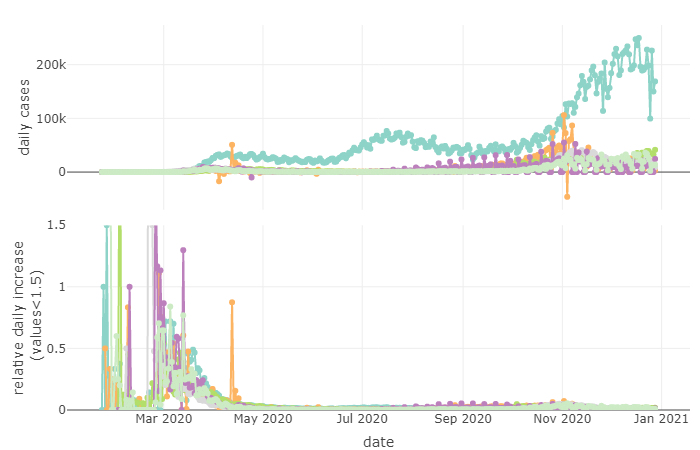 daily cases
200k
100k
0
relative daily increase
(values<1.5)
1.5
1
0.5
0
Mar 2020
May 2020
Jul 2020
Sep 2020
Nov 2020
Jan 2021
date